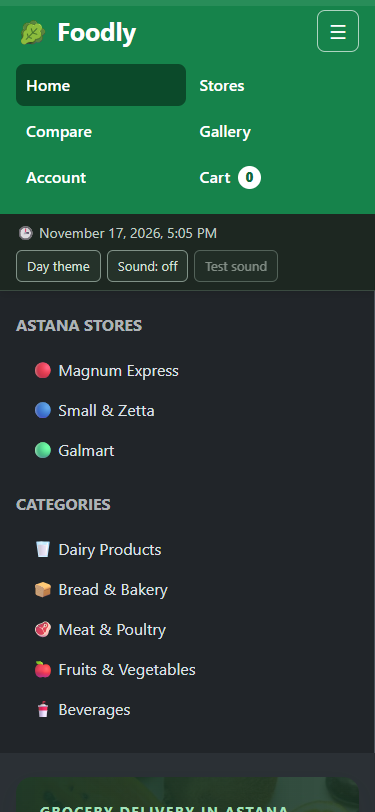 Foodly
Home
Stores
Compare
Gallery
Account
Cart 0
November 17, 2026, 5:05 PM
Day theme
Sound: off
Test sound
ASTANA STORES
Magnum Express
Small & Zetta
Galmart
CATEGORIES
Dairy Products
Bread & Bakery
Meat & Poultry
Fruits & Vegetables
Beverages
GROCERY DELIVERY IN ASTANA